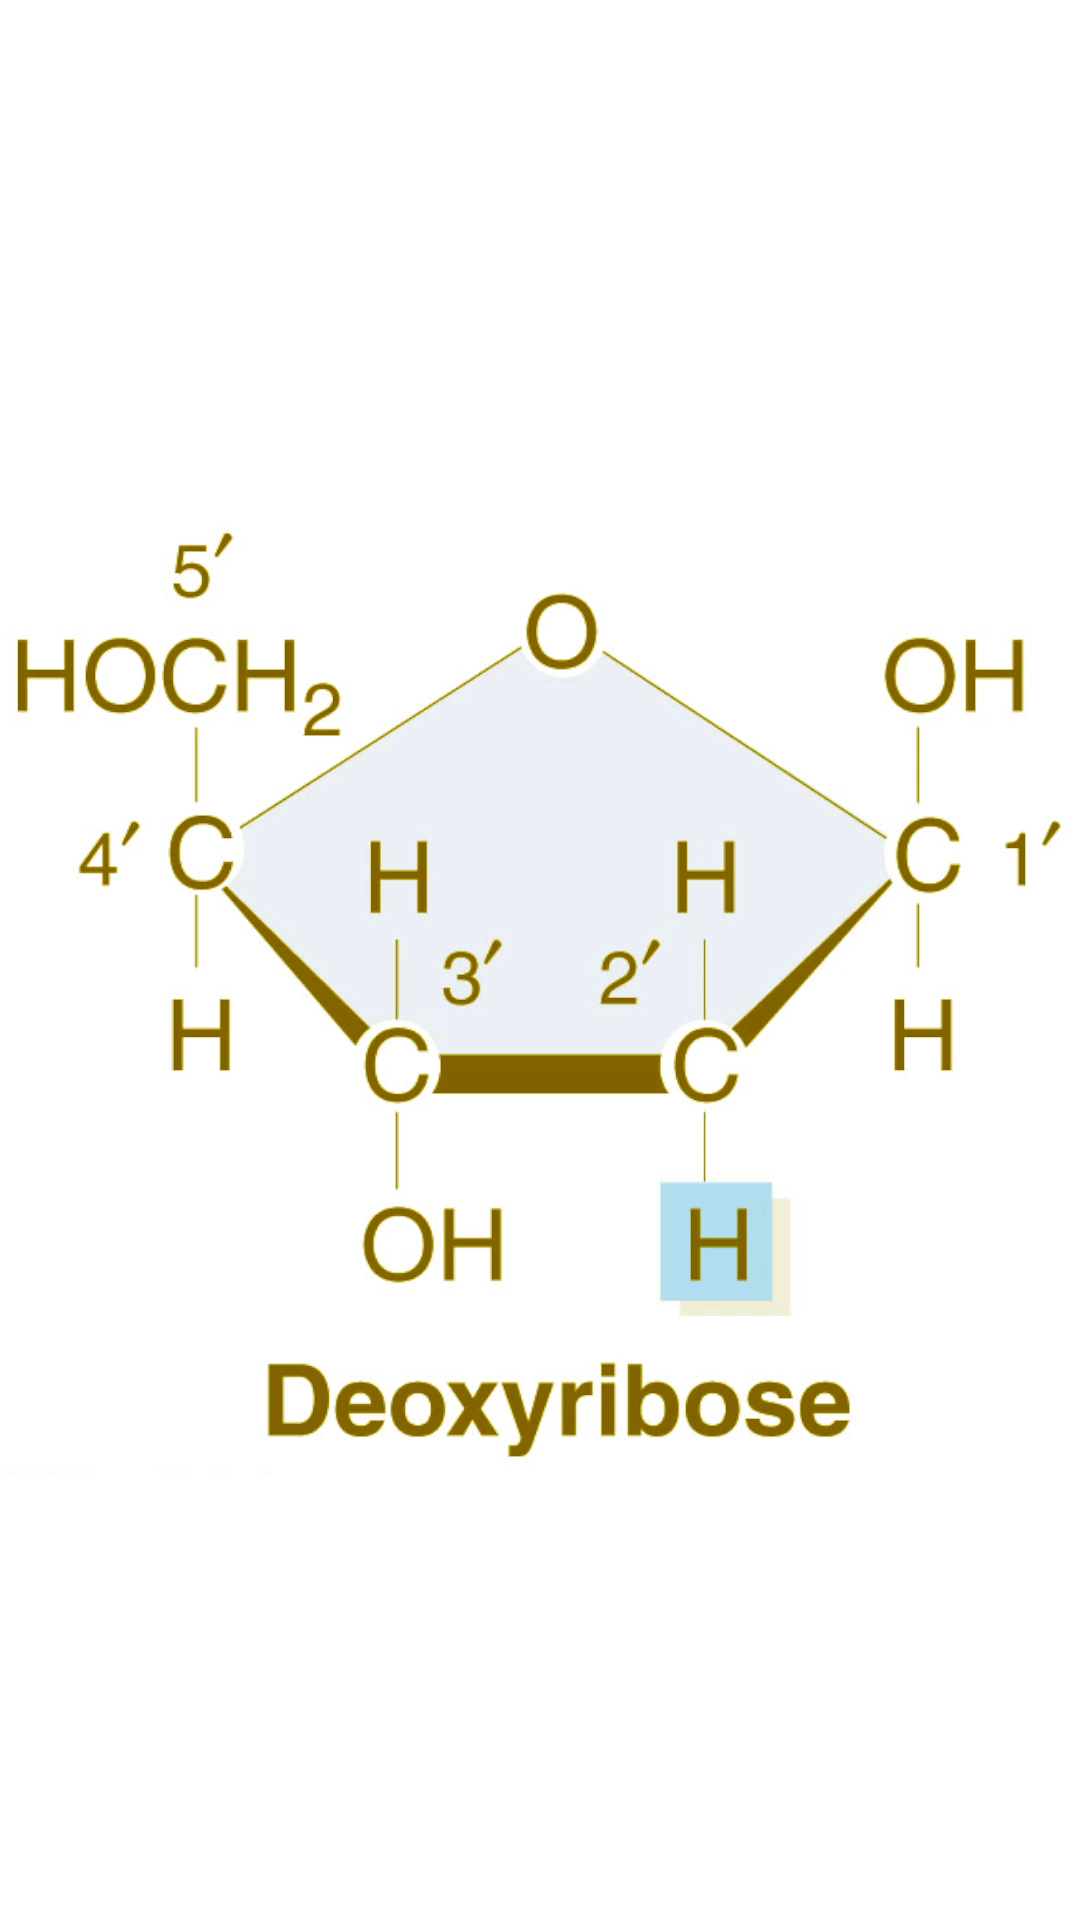 5′
O
HOCH₂ OH
4′ C H H C 1′
3′ 2′
H C C H
OH H
Deoxyribose